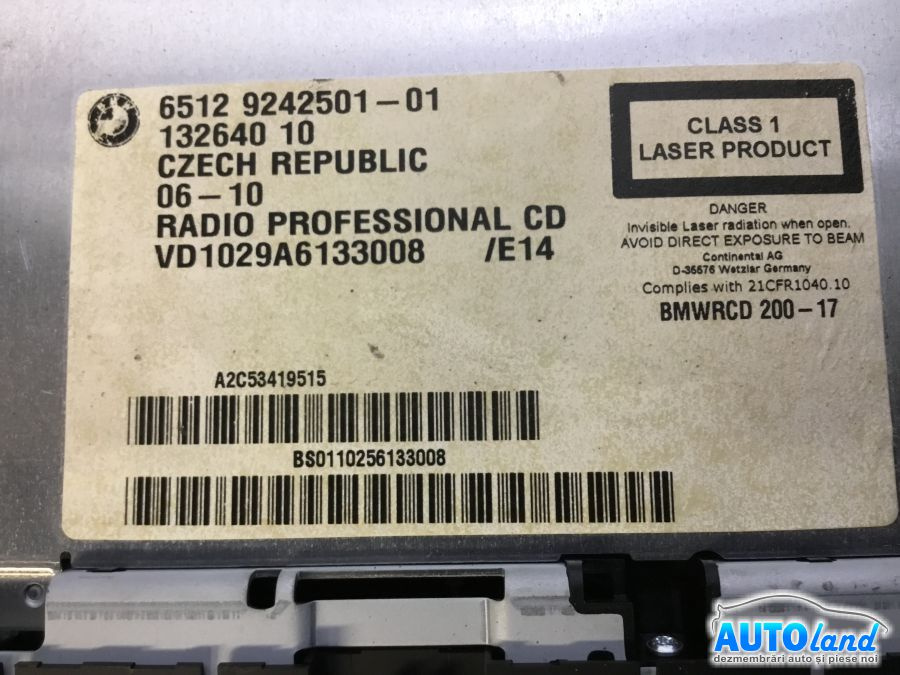 6512 9242501-01
132640 10
CZECH REPUBLIC
06-10
RADIO PROFESSIONAL CD
VD1029A6133008 /E14
CLASS 1
LASER PRODUCT
DANGER
Invisible Laser radiation when open.
AVOID DIRECT EXPOSURE TO BEAM
Continental AG
D-35576 Wetzlar Germany
Complies with 21CFR1040.10
BMWRCD 200-17
A2C53419515
BS0110256133008
AUTOland
dezmembrări auto și piese noi